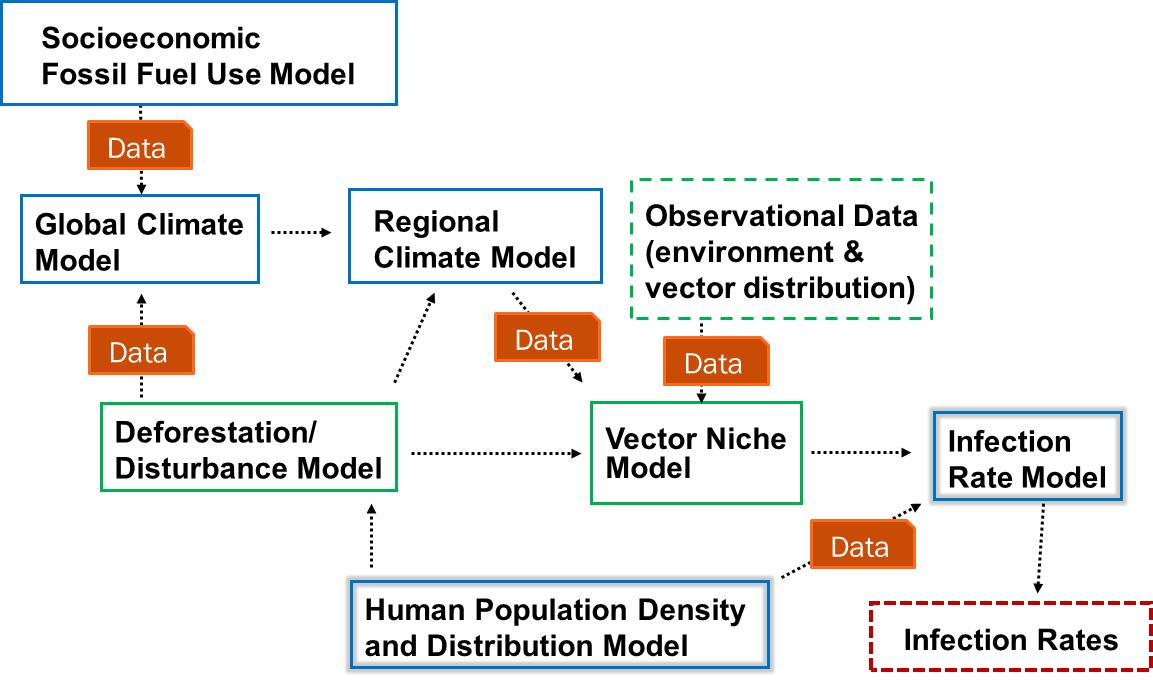 Socioeconomic
Fossil Fuel Use Model
Data
Global Climate
Model
Regional
Climate Model
Observational Data
(environment &
vector distribution)
Data
Data
Data
Deforestation/
Disturbance Model
Vector Niche
Model
Infection
Rate Model
Data
Human Population Density
and Distribution Model
Infection Rates